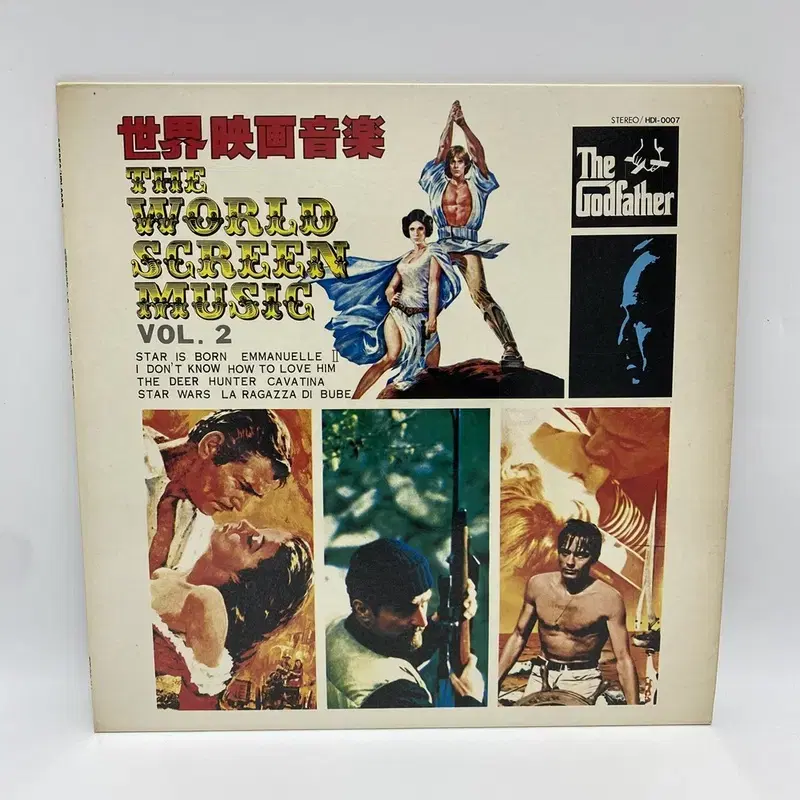 世界映画音楽
THE
WORLD
SCREEN
MUSIC
VOL. 2
STAR IS BORN EMMANUELLE II
I DON'T KNOW HOW TO LOVE HIM
THE DEER HUNTER CAVATINA
STAR WARS LA RAGAZZA DI BUBE
STEREO/HDI-0007
The
Godfather